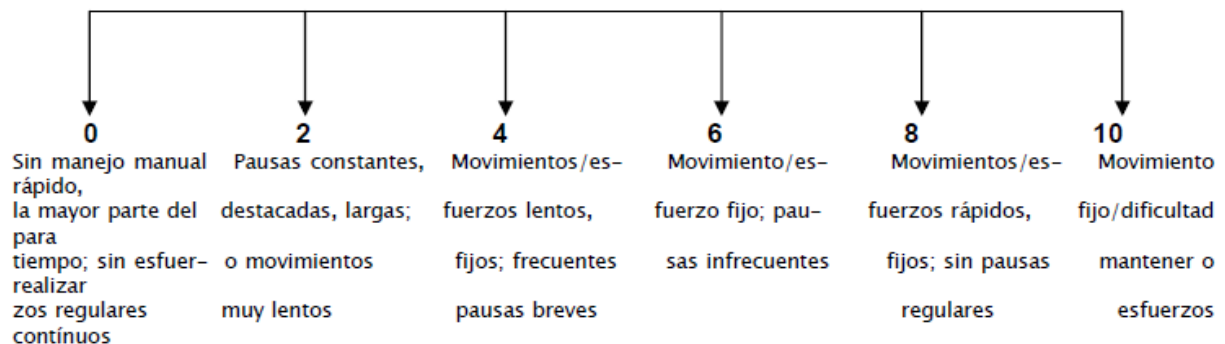 0 2 4 6 8 10
Sin manejo manual Pausas constantes, Movimientos/es- Movimiento/es- Movimientos/es- Movimiento
rápido,
la mayor parte del destacadas, largas; fuerzos lentos, fuerzo fijo; pau- fuerzos rápidos, fijo/dificultad
para
tiempo; sin esfuer- o movimientos fijos; frecuentes sas infrecuentes fijos; sin pausas mantener o
realizar
zos regulares muy lentos pausas breves regulares esfuerzos
contínuos